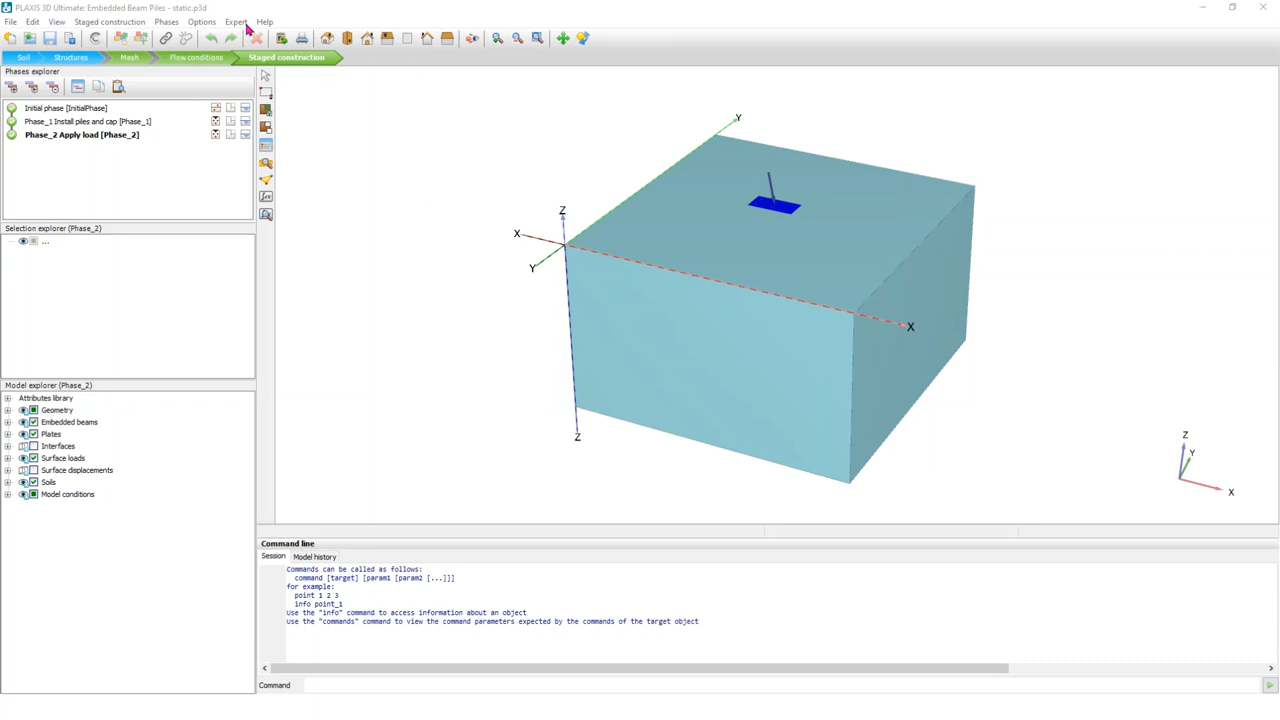 PLAXIS 3D Ultimate: Embedded Beam Piles - static.p3d
File Edit View Staged construction Phases Options Expert Help
Soil Structures Mesh Flow conditions Staged construction
Phases explorer
Initial phase [InitialPhase]
Phase_1 Install piles and cap [Phase_1]
Phase_2 Apply load [Phase_2]
Selection explorer (Phase_2)
...
Model explorer (Phase_2)
Attributes library
Geometry
Embedded beams
Plates
Interfaces
Surface loads
Surface displacements
Soils
Model conditions
Y
Z
X
Y
X
Z
Z
Y
X
Command line
Session Model history
Commands can be called as follows:
command [target] [param1 [param2 [...]]]
for example:
point 1 2 3
info point_1
Use the "info" command to access information about an object
Use the "commands" command to view the command parameters expected by the commands of the target object
Command